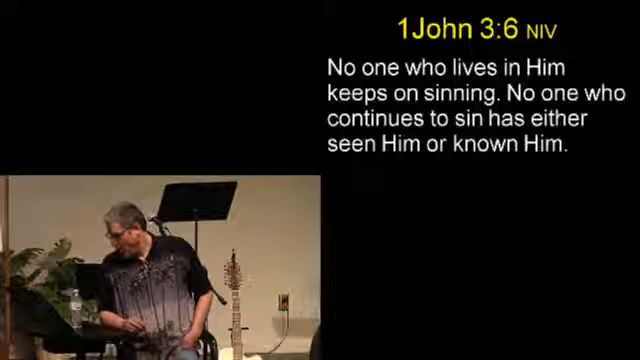 1John 3:6 NIV
No one who lives in Him
keeps on sinning. No one who
continues to sin has either
seen Him or known Him.